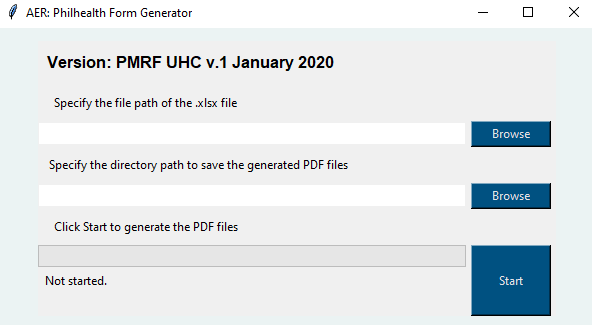 AER: Philhealth Form Generator
Version: PMRF UHC v.1 January 2020
Specify the file path of the .xlsx file
Browse
Specify the directory path to save the generated PDF files
Browse
Click Start to generate the PDF files
Start
Not started.